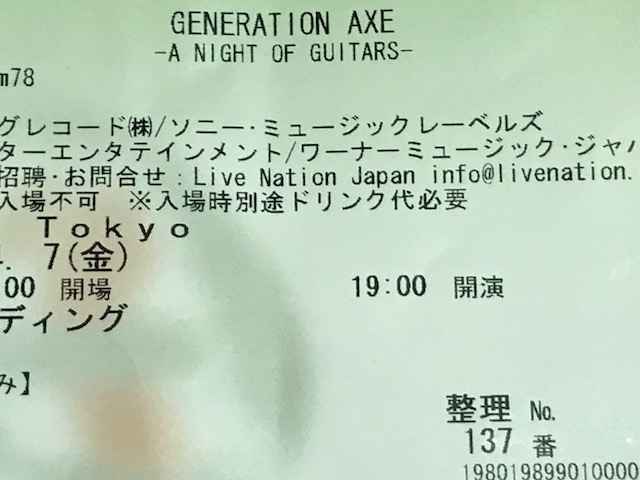 GENERATION AXE
-A NIGHT OF GUITARS-
m78
グレコード㈱/ソニー・ミュージックレーベルズ
ターエンタテインメント/ワーナーミュージック・ジャパ
招聘・お問合せ：Live Nation Japan info@livenation.
入場不可　※入場時別途ドリンク代必要
Ｔｏｋｙｏ
. 7(金)
:00 開場　19:00 開演
ディング
み】
整理 No.
137 番
198019899010000